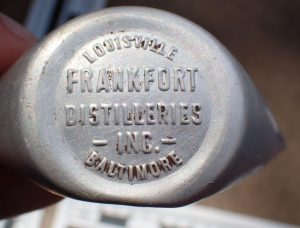 LOUISVILLE
FRANKFORT
DISTILLERIES
- INC. -
BALTIMORE